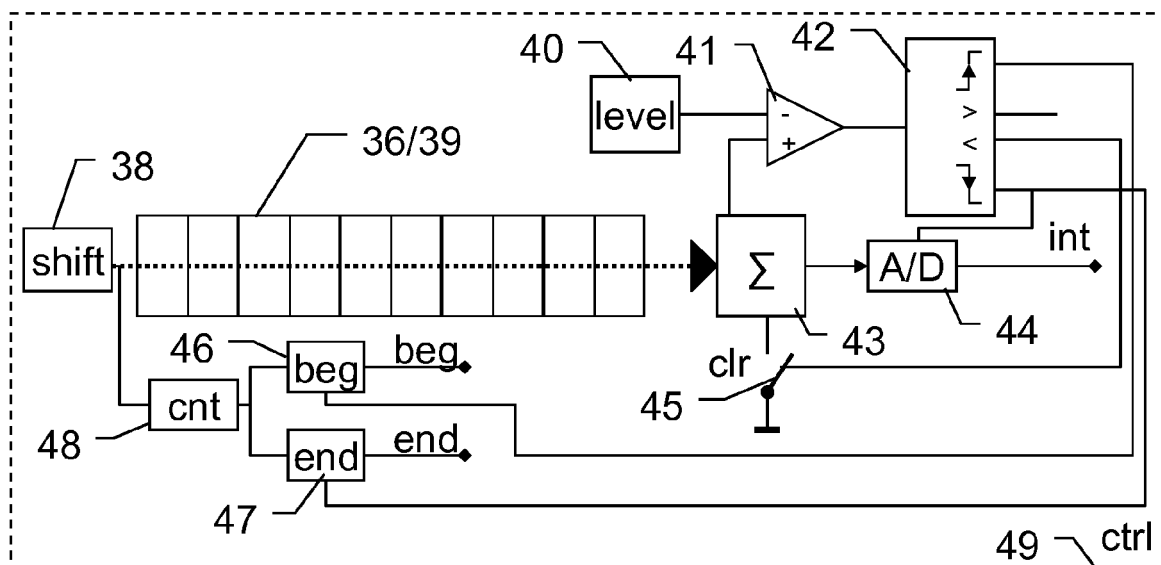 40
41
42
level
-
+
>
<
36/39
38
shift
Σ
A/D
int
43
44
46
beg
beg
clr
45
cnt
48
end
end
47
49
ctrl